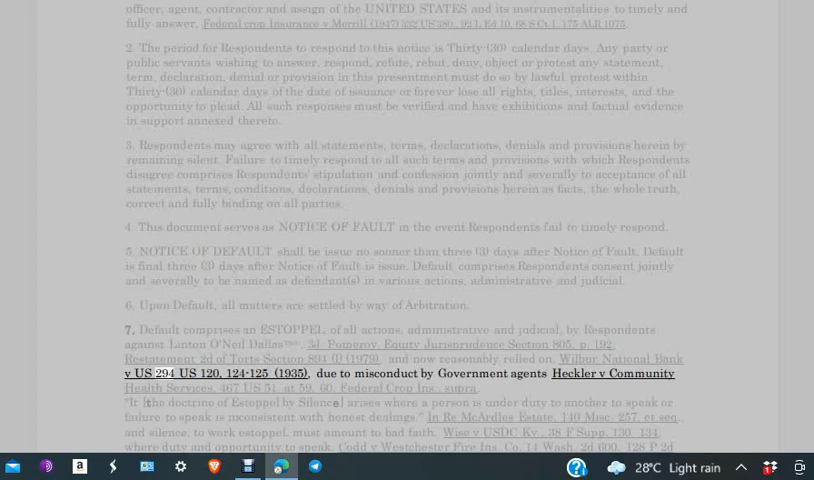 officer, agent, contractor and assign of the UNITED STATES and its instrumentalities to timely and
fully answer. Federal crop Insurance v Merrill (1947) 332 US 380., 92 L Ed 10, 68 S Ct 1, 175 ALR 1075.
2. The period for Respondents to respond to this notice is Thirty-(30) calendar days. Any party or
public servants wishing to answer, respond, refute, rebut, deny, object or protest any statement,
term, declaration, denial or provision in this presentment must do so by lawful protest within
Thirty-(30) calendar days of the date of issuance or forever lose all rights, titles, interests, and the
opportunity to plead. All such responses must be verified and have exhibitions and factual evidence
in support annexed thereto.
3. Respondents may agree with all statements, terms, declarations, denials and provisions herein by
remaining silent. Failure to timely respond to all such terms and provisions with which Respondents
disagree comprises Respondents' stipulation and confession jointly and severally to acceptance of all
statements, terms, conditions, declarations, denials and provisions herein as facts, the whole truth,
correct and fully binding on all parties.
4. This document serves as NOTICE OF FAULT in the event Respondents fail to timely respond.
5. NOTICE OF DEFAULT shall be issue no sooner than three (3) days after Notice of Fault. Default
is final three (3) days after Notice of Fault is issue. Default comprises Respondents consent jointly
and severally to be named as defendant(s) in various actions, administrative and judicial.
6. Upon Default, all matters are settled by way of Arbitration.
7. Default comprises an ESTOPPEL of all actions, administrative and judicial, by Respondents
against Linton O'Neil Dallas 3d Pomeroy, Equity Jurisprudence Section 805, p. 192,
Restatement 2d of Torts Section 894 (1) (1979), and now reasonably relied on. Wilbur National Bank
v US 294 US 120, 124-125 (1935), due to misconduct by Government agents Heckler v Community
Health Services, 467 US 51, at 59, 60, Federal Crop Ins., supra.
"It [the doctrine of Estoppel by Silence] arises where a person is under duty to another to speak or
failure to speak is inconsistent with honest dealings." In Re McArdles Estate, 140 Misc. 257, et seq.,
and silence, to work estoppel, must amount to bad faith. Wise v USDC Ky., 38 F Supp. 130, 134,
where duty and opportunity to speak, Codd v Westchester Fire Ins. Co. 14 Wash. 2d 600, 128 P 2d
28°C Light rain